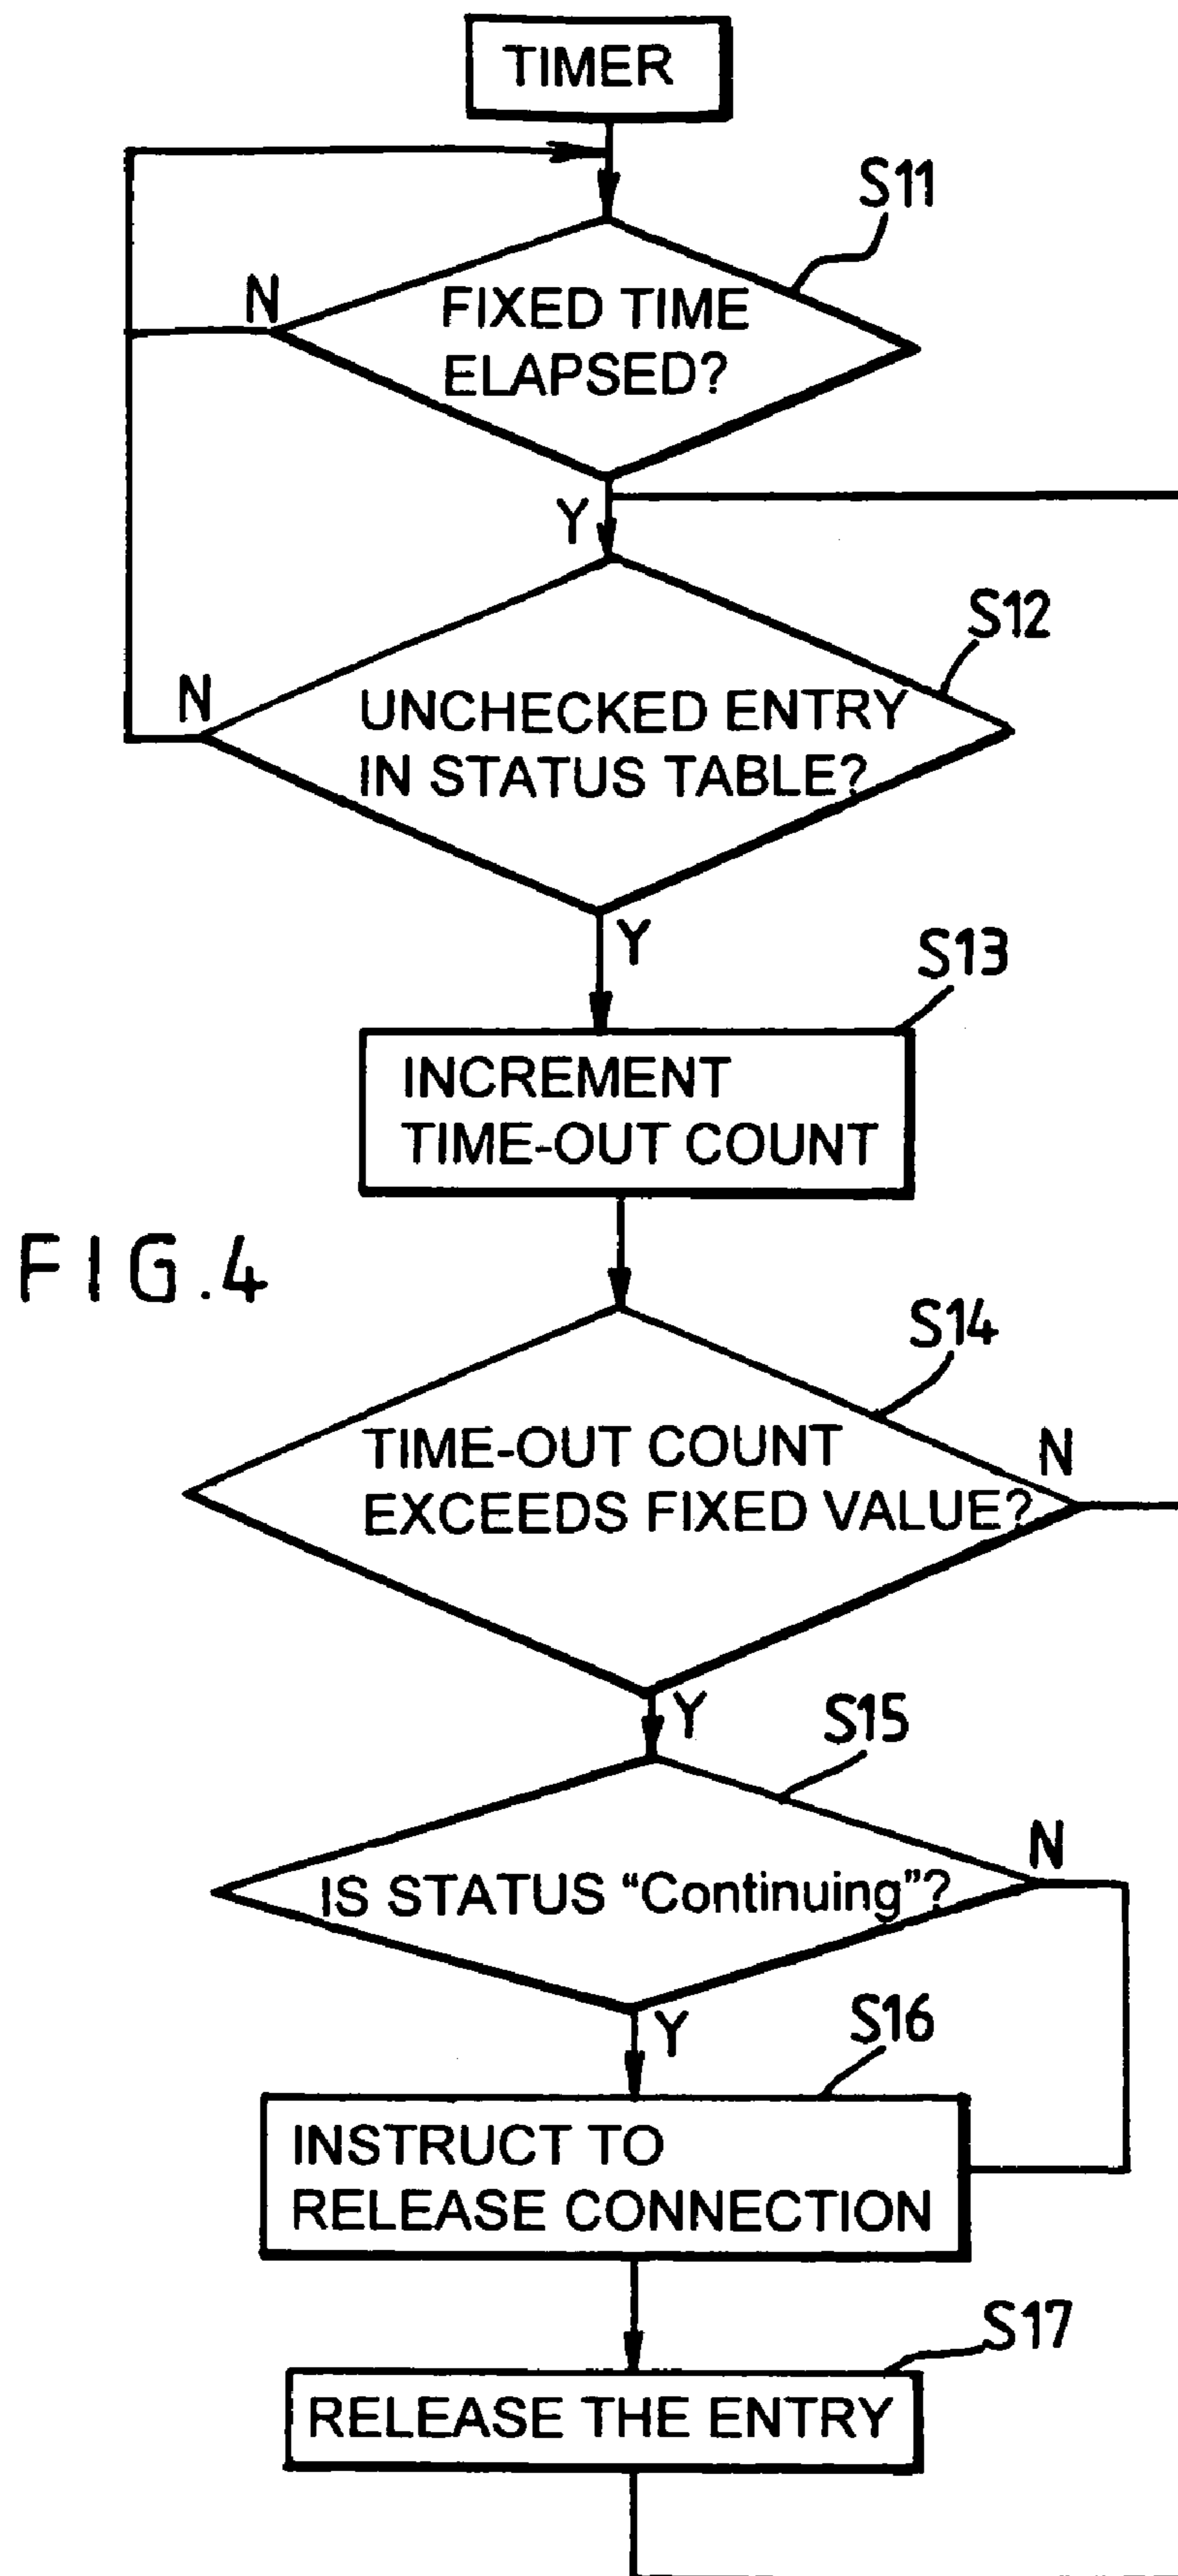 TIMER
S11
N
FIXED TIME
ELAPSED?
Y
S12
N
UNCHECKED ENTRY
IN STATUS TABLE?
Y
S13
INCREMENT
TIME-OUT COUNT
FIG.4
S14
N
TIME-OUT COUNT
EXCEEDS FIXED VALUE?
Y
S15
N
IS STATUS “Continuing”?
Y
S16
INSTRUCT TO
RELEASE CONNECTION
S17
RELEASE THE ENTRY